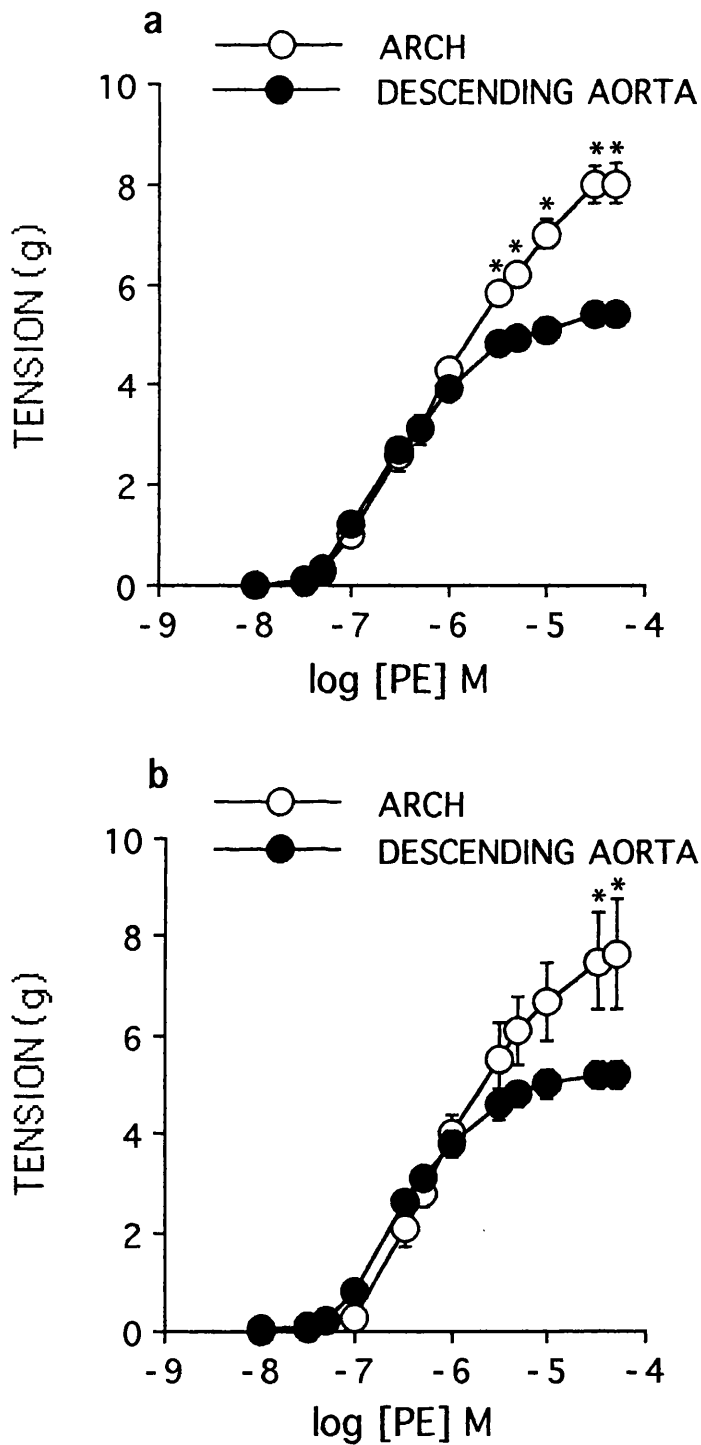 a
ARCH
DESCENDING AORTA
10
8
6
4
2
0
TENSION (g)
* * * * *
-9 -8 -7 -6 -5 -4
log [PE] M
b
ARCH
DESCENDING AORTA
10
8
6
4
2
0
TENSION (g)
* *
-9 -8 -7 -6 -5 -4
log [PE] M